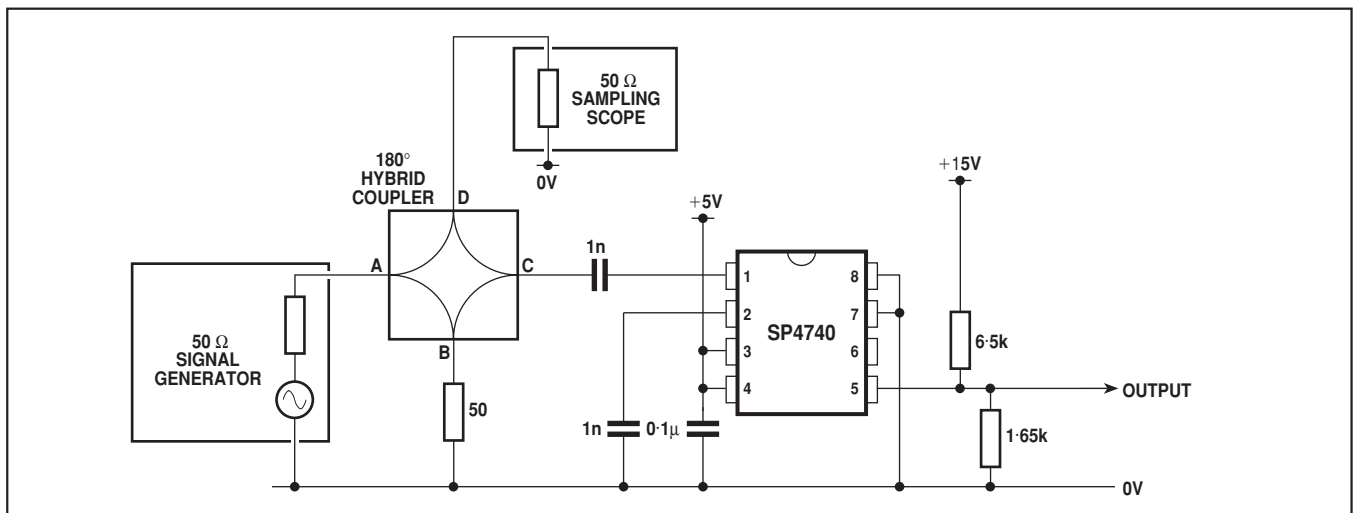 50 Ω
SAMPLING
SCOPE
0V
180°
HYBRID
COUPLER
D
A
C
B
50 Ω
SIGNAL
GENERATOR
50
1n
1n
0·1μ
+5V
+15V
SP4740
1
2
3
4
8
7
6
5
6·5k
OUTPUT
1·65k
0V